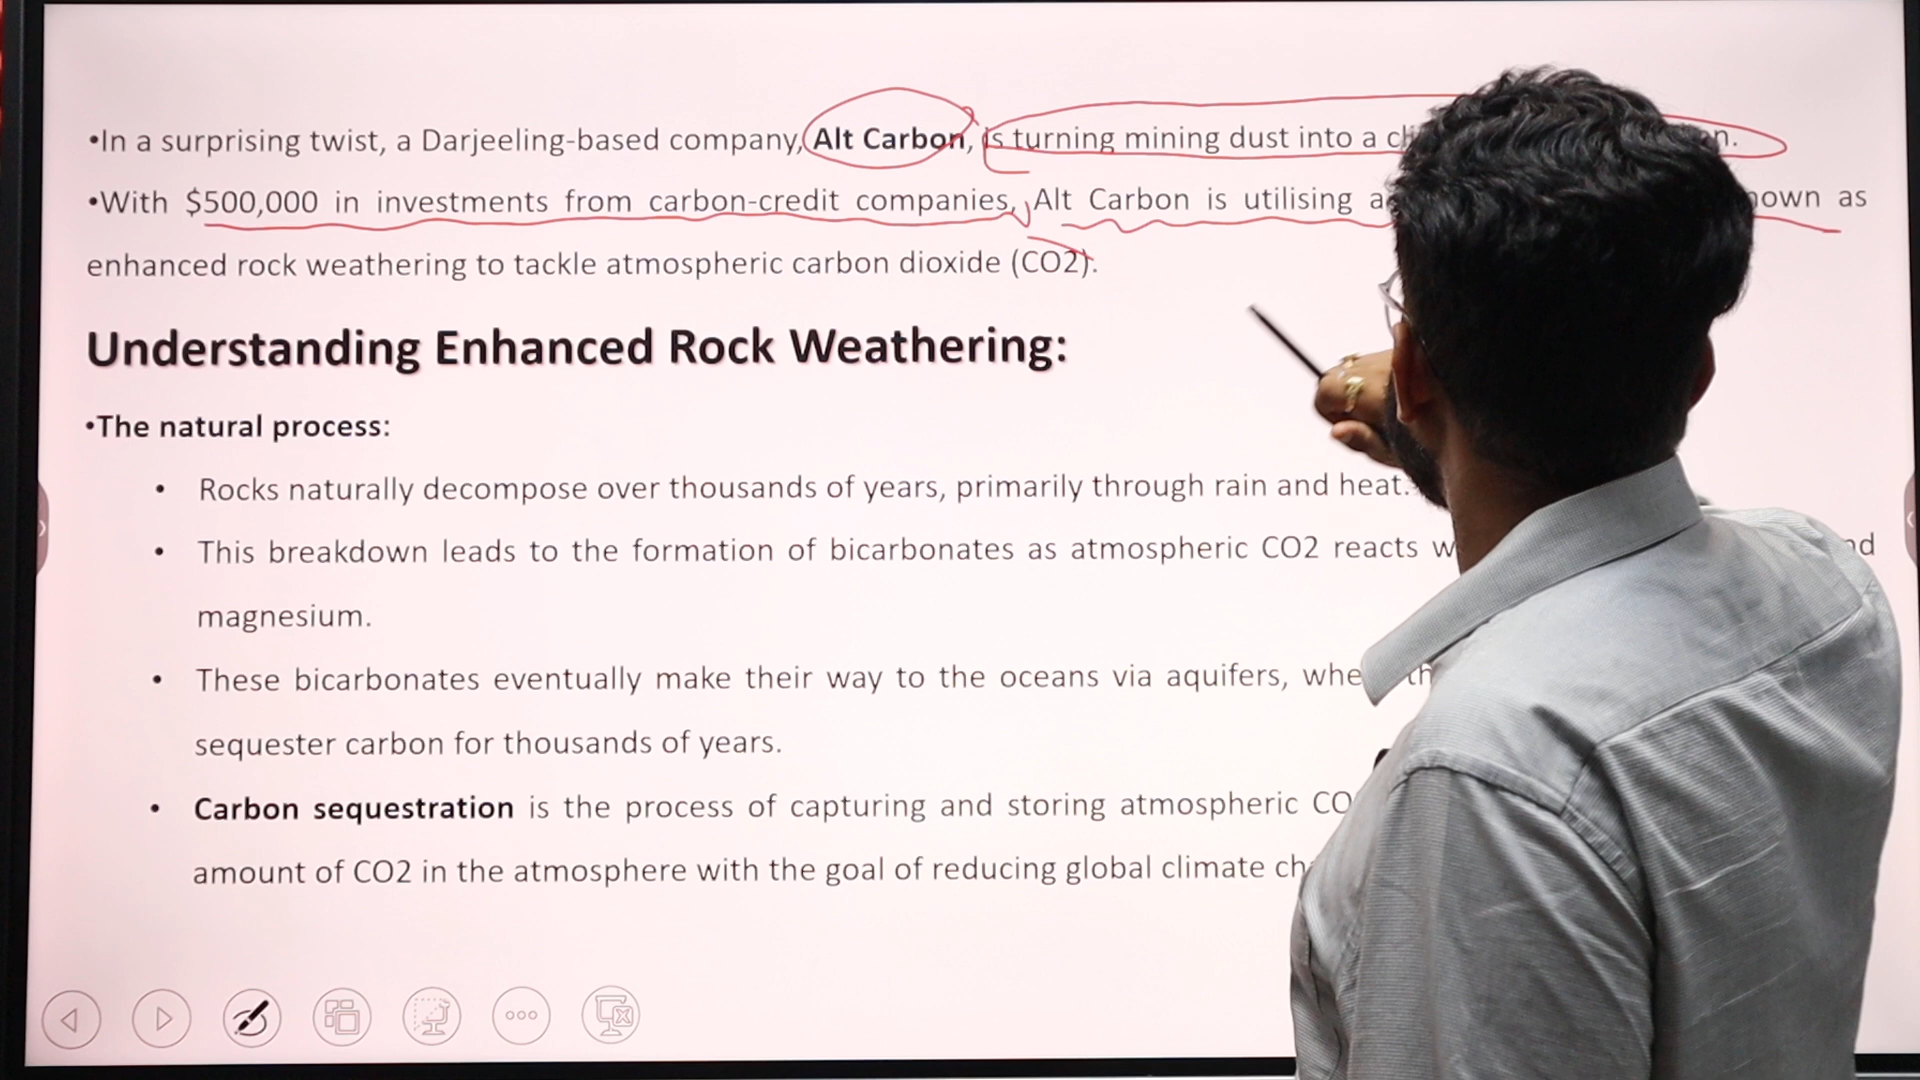 •In a surprising twist, a Darjeeling-based company, Alt Carbon, is turning mining dust into a
•With $500,000 in investments from carbon-credit companies, Alt Carbon is utilising as
enhanced rock weathering to tackle atmospheric carbon dioxide (CO2).
Understanding Enhanced Rock Weathering:
•The natural process:
• Rocks naturally decompose over thousands of years, primarily through rain and heat.
• This breakdown leads to the formation of bicarbonates as atmospheric CO2 reacts
magnesium.
• These bicarbonates eventually make their way to the oceans via aquifers,
sequester carbon for thousands of years.
• Carbon sequestration is the process of capturing and storing atmospheric
amount of CO2 in the atmosphere with the goal of reducing global climate